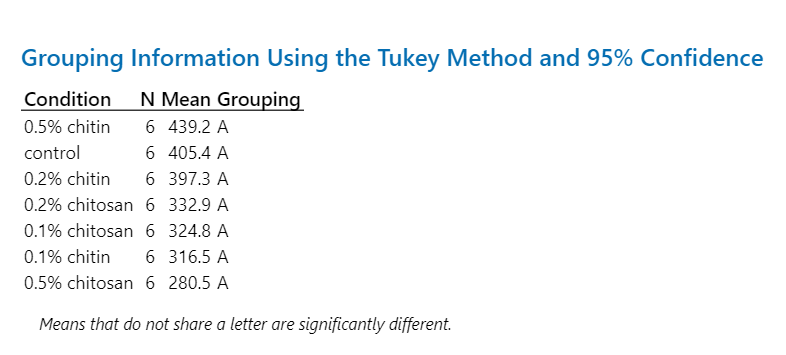 Grouping Information Using the Tukey Method and 95% Confidence
Condition N Mean Grouping
0.5% chitin 6 439.2 A
control 6 405.4 A
0.2% chitin 6 397.3 A
0.2% chitosan 6 332.9 A
0.1% chitosan 6 324.8 A
0.1% chitin 6 316.5 A
0.5% chitosan 6 280.5 A
Means that do not share a letter are significantly different.